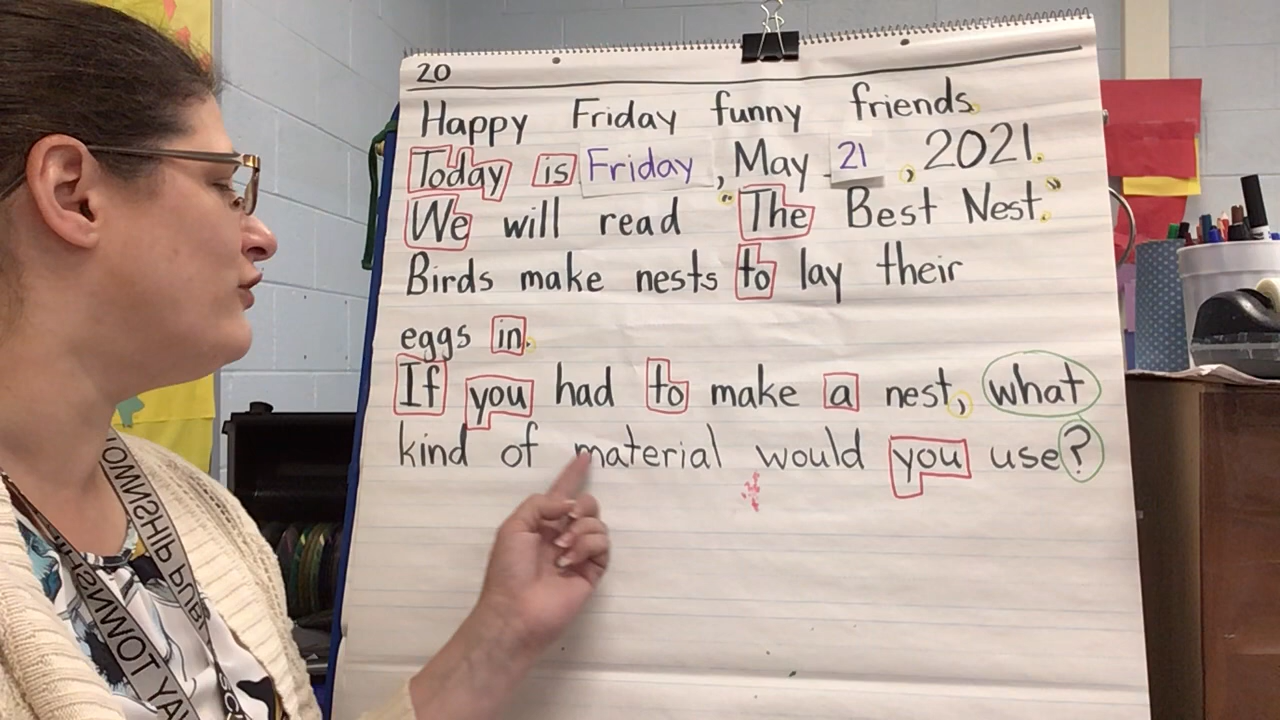 20
Happy Friday funny friends.
Today is Friday, May 21, 2021.
We will read "The Best Nest."
Birds make nests to lay their
eggs in.
If you had to make a nest, what
kind of material would you use?